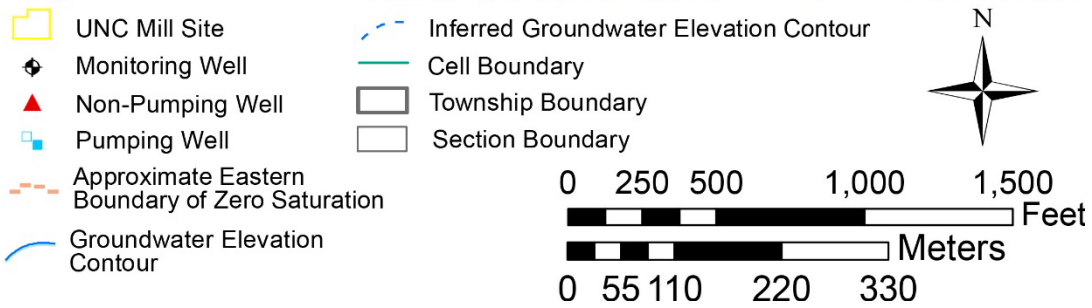 UNC Mill Site
Monitoring Well
Non-Pumping Well
Pumping Well
Approximate Eastern
Boundary of Zero Saturation
Groundwater Elevation
Contour
Inferred Groundwater Elevation Contour
Cell Boundary
Township Boundary
Section Boundary
N
0 250 500 1,000 1,500
Feet
Meters
0 55 110 220 330